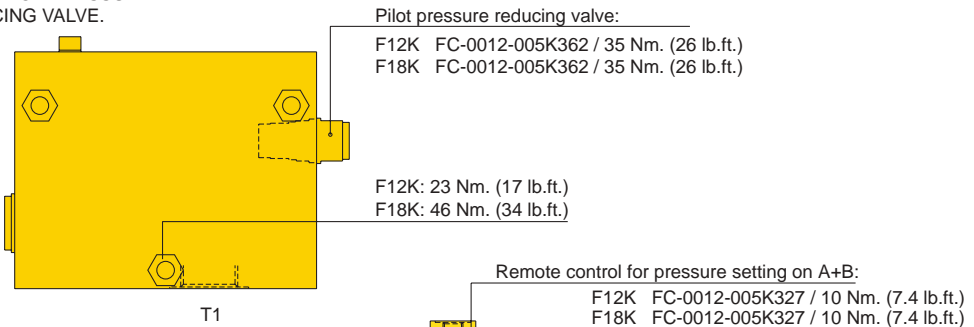 CING VALVE.
Pilot pressure reducing valve:
F12K FC-0012-005K362 / 35 Nm. (26 lb.ft.)
F18K FC-0012-005K362 / 35 Nm. (26 lb.ft.)
F12K: 23 Nm. (17 lb.ft.)
F18K: 46 Nm. (34 lb.ft.)
Remote control for pressure setting on A+B:
F12K FC-0012-005K327 / 10 Nm. (7.4 lb.ft.)
F18K FC-0012-005K327 / 10 Nm. (7.4 lb.ft.)
T1